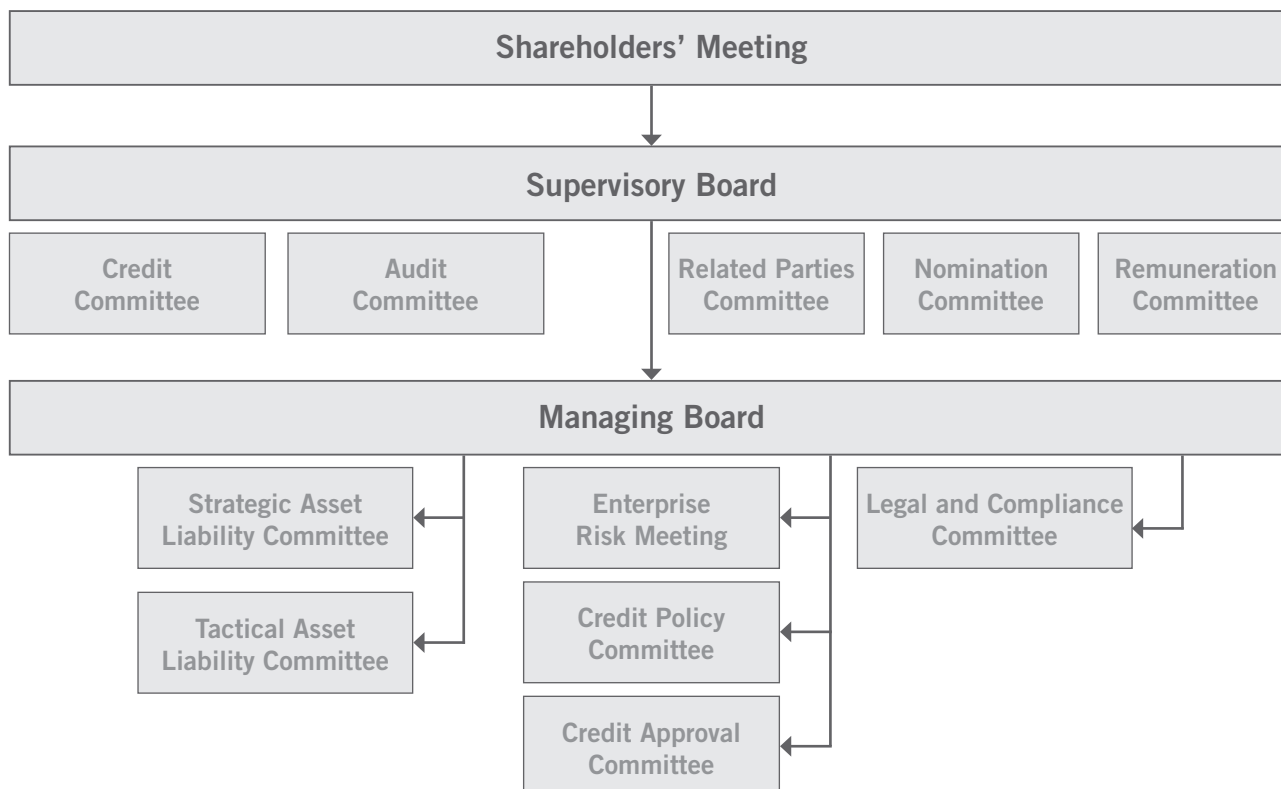 Shareholders’ Meeting
Supervisory Board
Credit
Committee
Audit
Committee
Related Parties
Committee
Nomination
Committee
Remuneration
Committee
Managing Board
Strategic Asset
Liability Committee
Enterprise
Risk Meeting
Legal and Compliance
Committee
Tactical Asset
Liability Committee
Credit Policy
Committee
Credit Approval
Committee